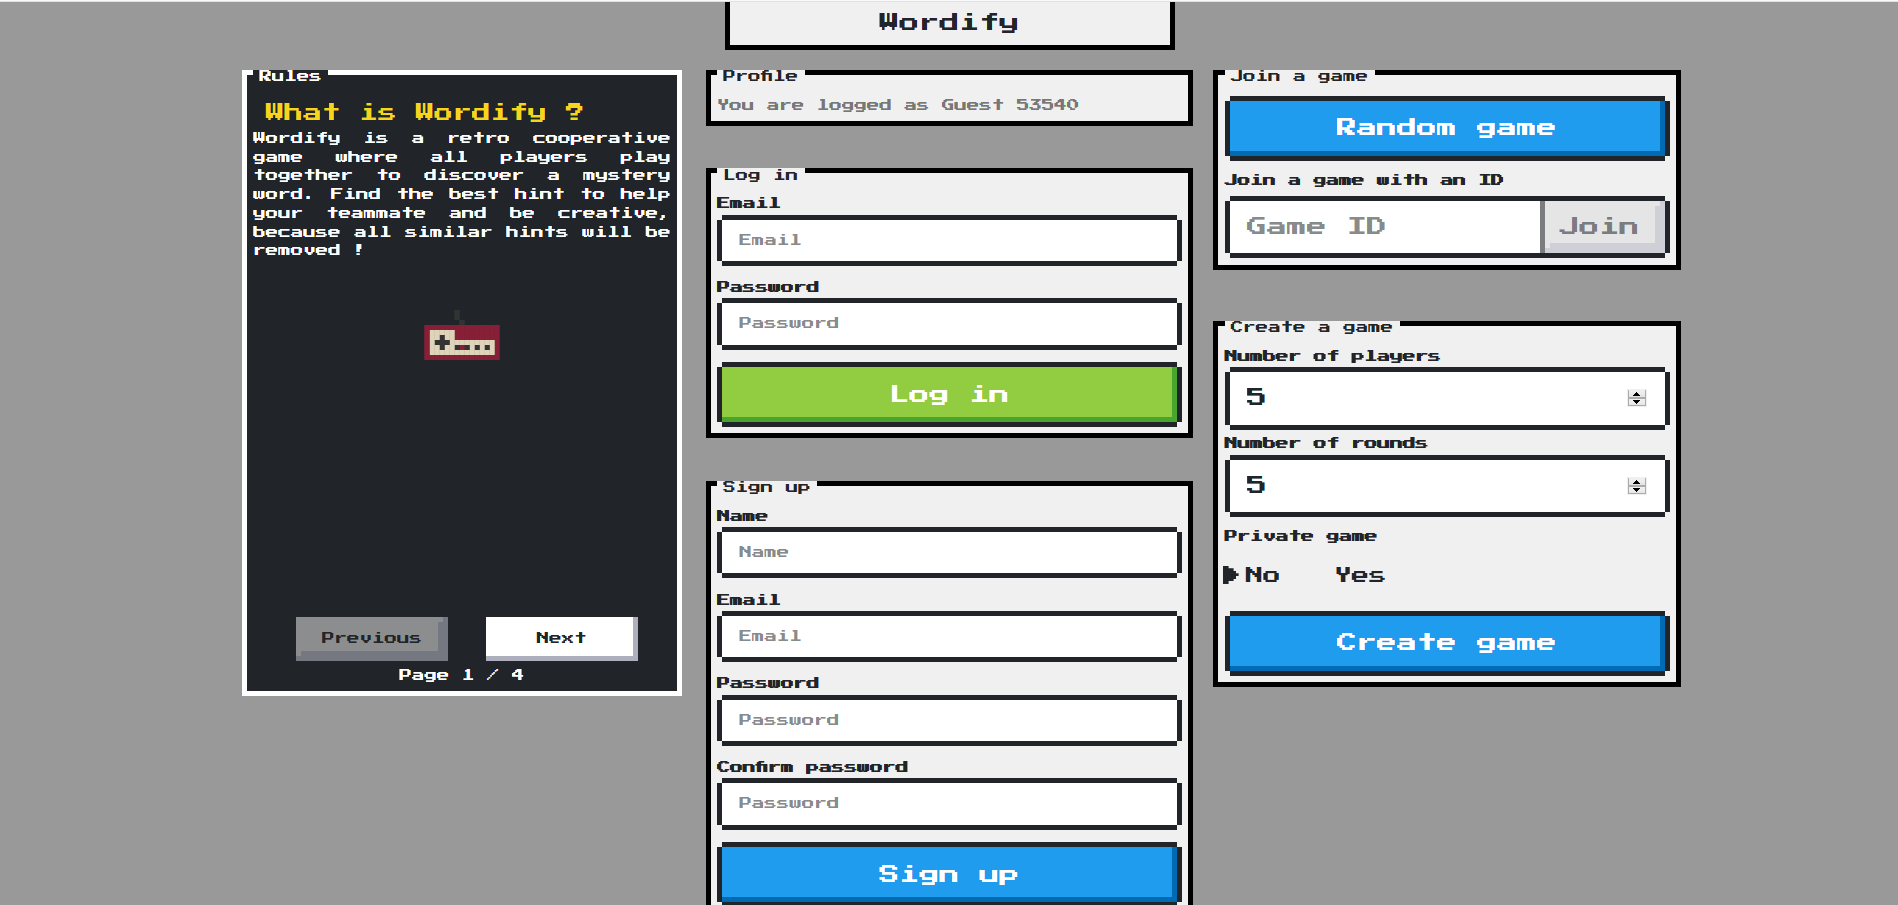 Wordify
Rules
What is Wordify ?
Wordify is a retro cooperative
game where all players play
together to discover a mystery
word. Find the best hint to help
your teammate and be creative,
because all similar hints will be
removed !
Previous
Next
Page 1 / 4
Profile
You are logged as Guest 53540
Log in
Email
Email
Password
Password
Log in
Sign up
Name
Name
Email
Email
Password
Password
Confirm password
Password
Sign up
Join a game
Random game
Join a game with an ID
Game ID
Join
Create a game
Number of players
5
Number of rounds
5
Private game
No Yes
Create game